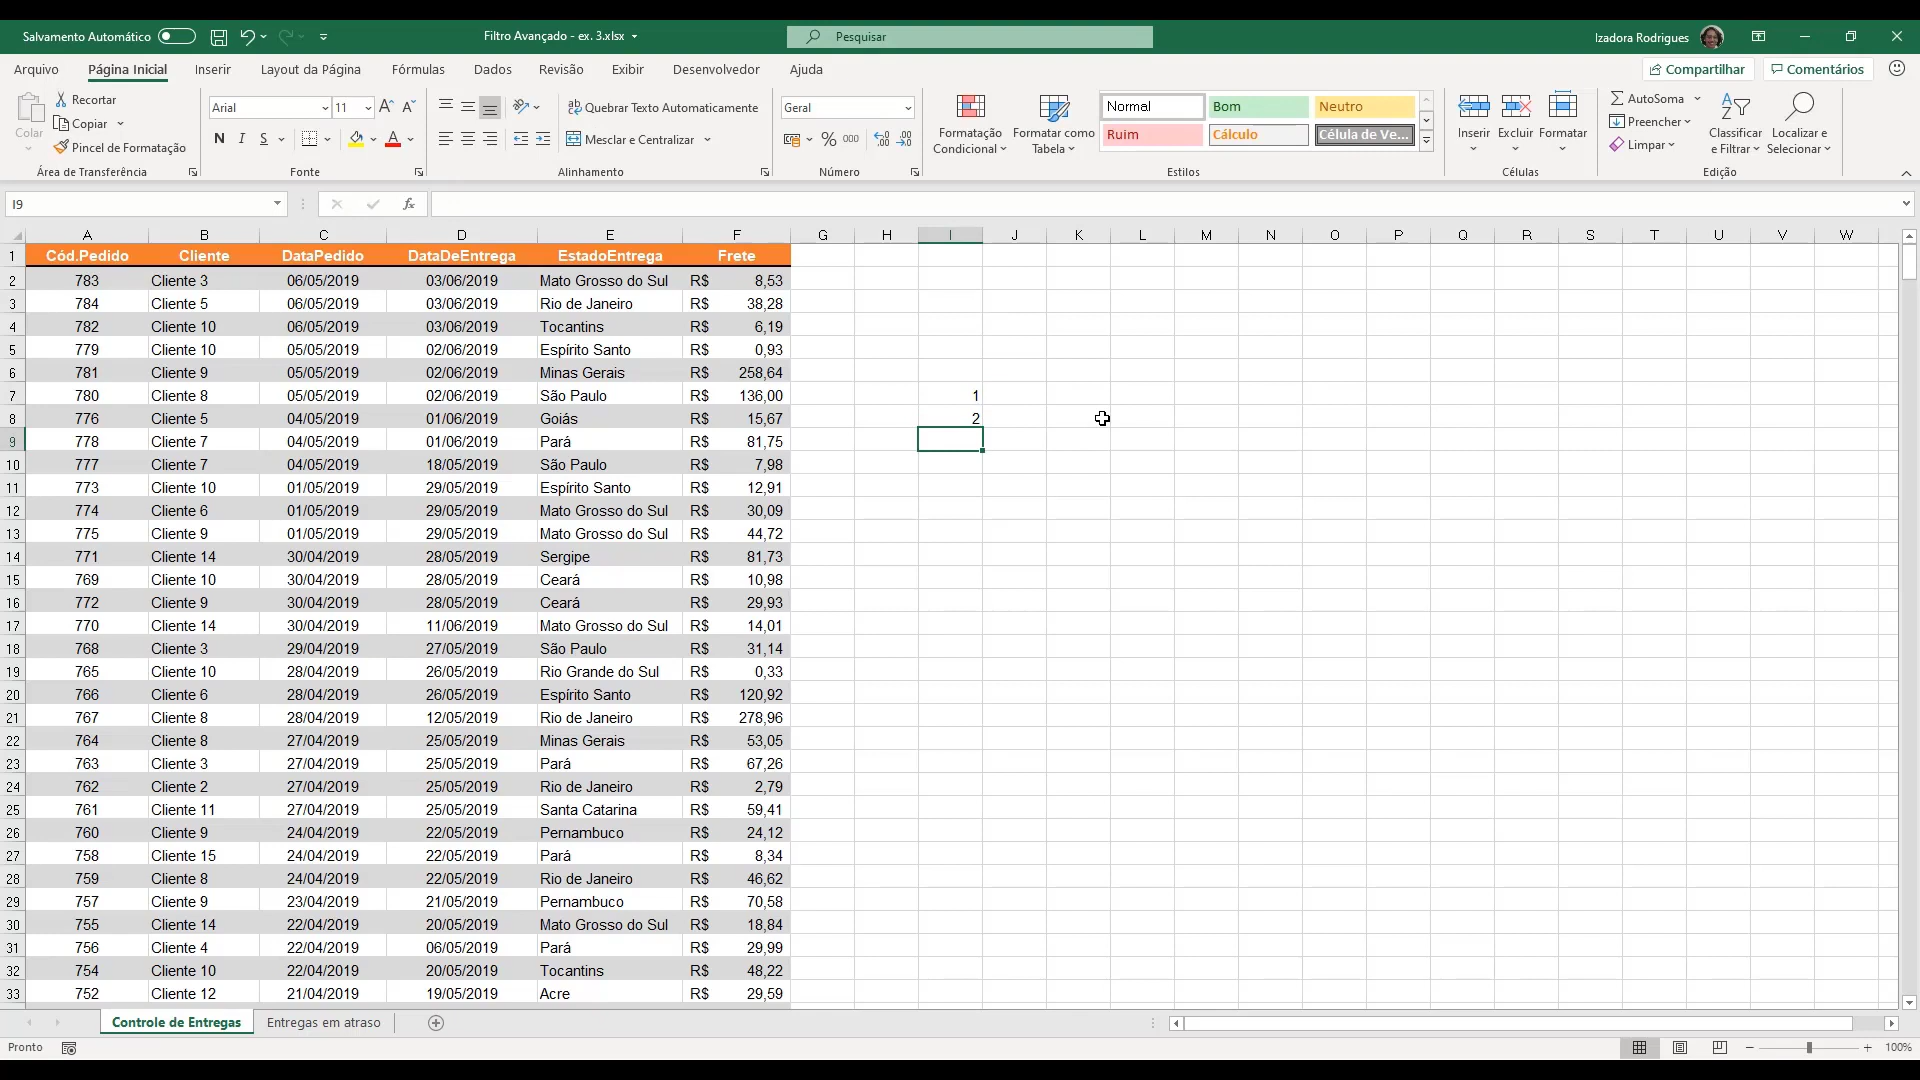 Salvamento Automático
Filtro Avançado - ex. 3.xlsx
Pesquisar
Izadora Rodrigues
Arquivo Página Inicial Inserir Layout da Página Fórmulas Dados Revisão Exibir Desenvolvedor Ajuda Compartilhar Comentários
Colar
Recortar
Copiar
Pincel de Formatação
Área de Transferência
Arial 11
N I S
Fonte
Quebrar Texto Automaticamente
Mesclar e Centralizar
Alinhamento
Geral
% 000
Número
Formatação Condicional
Formatar como Tabela
Normal Bom Neutro
Ruim Cálculo Célula de Ve...
Estilos
Inserir Excluir Formatar
Células
AutoSoma
Preencher
Limpar
Classificar e Filtrar
Localizar e Selecionar
Edição
I9
fx
A B C D E F G H I J K L M N O P Q R S T U V W
1 Cód.Pedido Cliente DataPedido DataDeEntrega EstadoEntrega Frete
2 783 Cliente 3 06/05/2019 03/06/2019 Mato Grosso do Sul R$ 8,53
3 784 Cliente 5 06/05/2019 03/06/2019 Rio de Janeiro R$ 38,28
4 782 Cliente 10 06/05/2019 03/06/2019 Tocantins R$ 6,19
5 779 Cliente 10 05/05/2019 02/06/2019 Espírito Santo R$ 0,93
6 781 Cliente 9 05/05/2019 02/06/2019 Minas Gerais R$ 258,64
7 780 Cliente 8 05/05/2019 02/06/2019 São Paulo R$ 136,00 1
8 776 Cliente 5 04/05/2019 01/06/2019 Goiás R$ 15,67 2
9 778 Cliente 7 04/05/2019 01/06/2019 Pará R$ 81,75
10 777 Cliente 7 04/05/2019 18/05/2019 São Paulo R$ 7,98
11 773 Cliente 10 01/05/2019 29/05/2019 Espírito Santo R$ 12,91
12 774 Cliente 6 01/05/2019 29/05/2019 Mato Grosso do Sul R$ 30,09
13 775 Cliente 9 01/05/2019 29/05/2019 Mato Grosso do Sul R$ 44,72
14 771 Cliente 14 30/04/2019 28/05/2019 Sergipe R$ 81,73
15 769 Cliente 10 30/04/2019 28/05/2019 Ceará R$ 10,98
16 772 Cliente 9 30/04/2019 28/05/2019 Ceará R$ 29,93
17 770 Cliente 14 30/04/2019 11/06/2019 Mato Grosso do Sul R$ 14,01
18 768 Cliente 3 29/04/2019 27/05/2019 São Paulo R$ 31,14
19 765 Cliente 10 28/04/2019 26/05/2019 Rio Grande do Sul R$ 0,33
20 766 Cliente 6 28/04/2019 26/05/2019 Espírito Santo R$ 120,92
21 767 Cliente 8 28/04/2019 12/05/2019 Rio de Janeiro R$ 278,96
22 764 Cliente 8 27/04/2019 25/05/2019 Minas Gerais R$ 53,05
23 763 Cliente 3 27/04/2019 25/05/2019 Pará R$ 67,26
24 762 Cliente 2 27/04/2019 25/05/2019 Rio de Janeiro R$ 2,79
25 761 Cliente 11 27/04/2019 25/05/2019 Santa Catarina R$ 59,41
26 760 Cliente 9 24/04/2019 22/05/2019 Pernambuco R$ 24,12
27 758 Cliente 15 24/04/2019 22/05/2019 Pará R$ 8,34
28 759 Cliente 8 24/04/2019 22/05/2019 Rio de Janeiro R$ 46,62
29 757 Cliente 9 23/04/2019 21/05/2019 Pernambuco R$ 70,58
30 755 Cliente 14 22/04/2019 20/05/2019 Mato Grosso do Sul R$ 18,84
31 756 Cliente 4 22/04/2019 06/05/2019 Pará R$ 29,99
32 754 Cliente 10 22/04/2019 20/05/2019 Tocantins R$ 48,22
33 752 Cliente 12 21/04/2019 19/05/2019 Acre R$ 29,59
Controle de Entregas Entregas em atraso
Pronto
100%